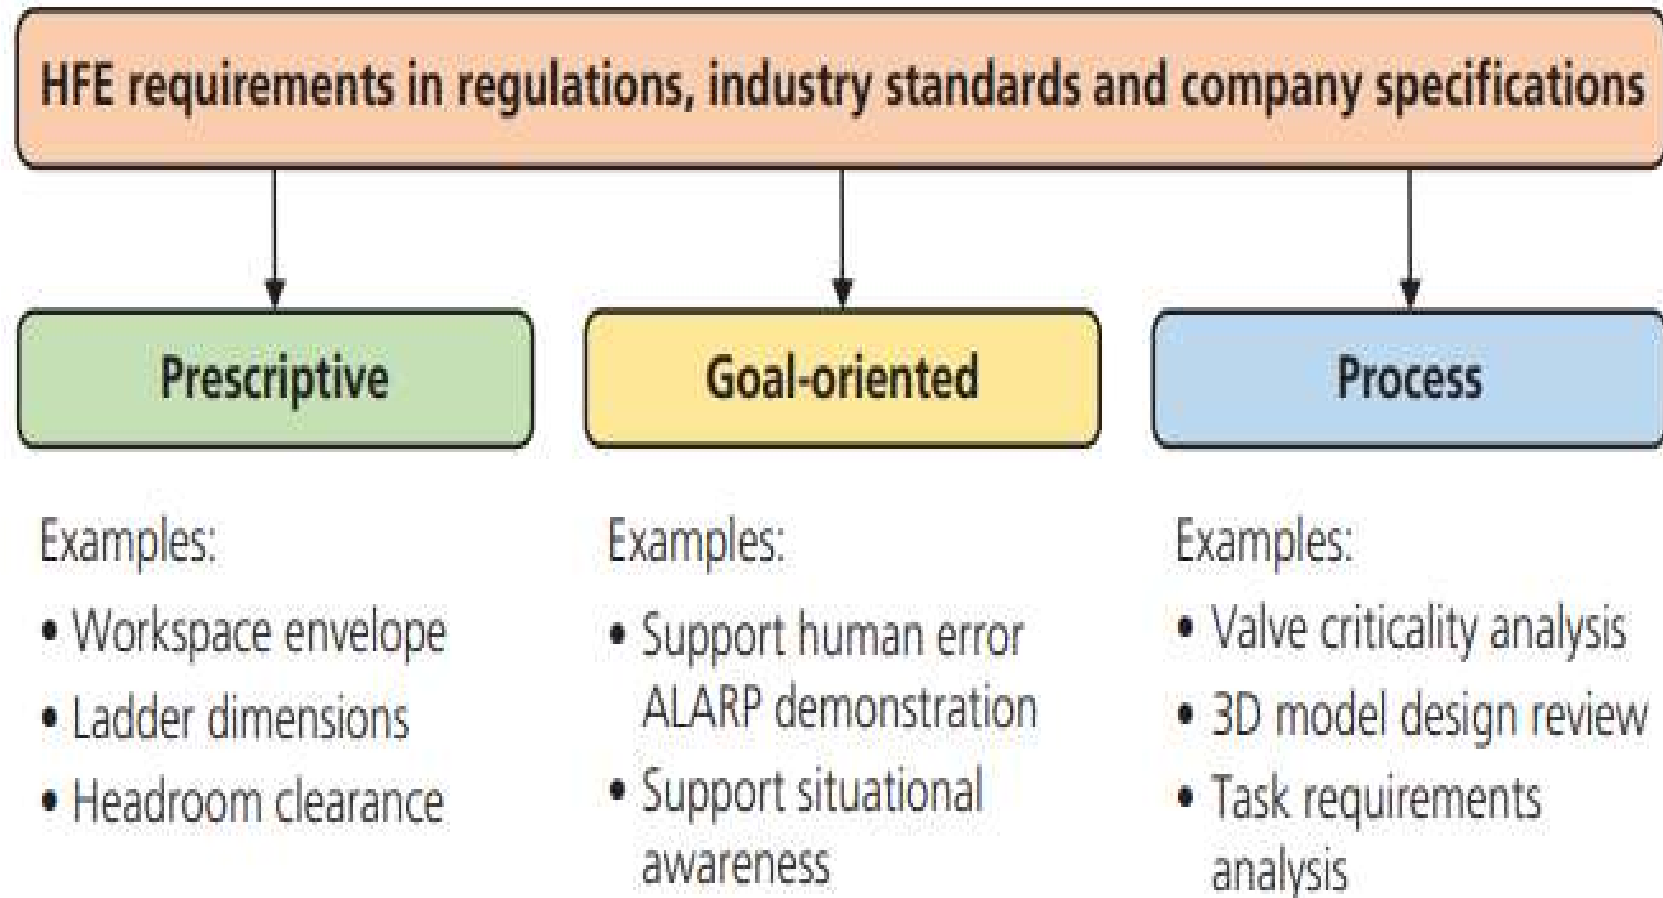 HFE requirements in regulations, industry standards and company specifications
Prescriptive
Goal-oriented
Process
Examples:
• Workspace envelope
• Ladder dimensions
• Headroom clearance
Examples:
• Support human error
ALARP demonstration
• Support situational
awareness
Examples:
• Valve criticality analysis
• 3D model design review
• Task requirements
analysis